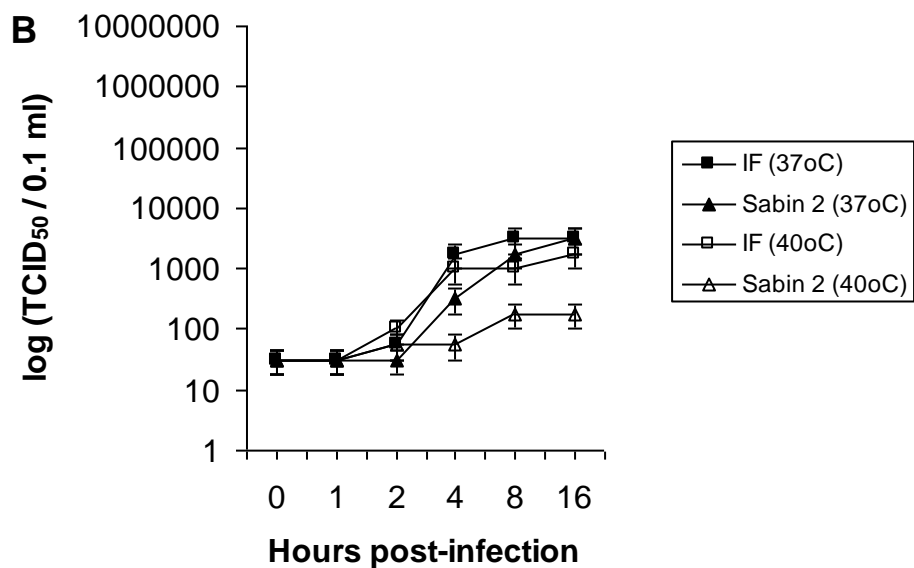 B
10000000
1000000
100000
10000
1000
100
10
1
log (TCID50 / 0.1 ml)
0 1 2 4 8 16
Hours post-infection
IF (37oC)
Sabin 2 (37oC)
IF (40oC)
Sabin 2 (40oC)